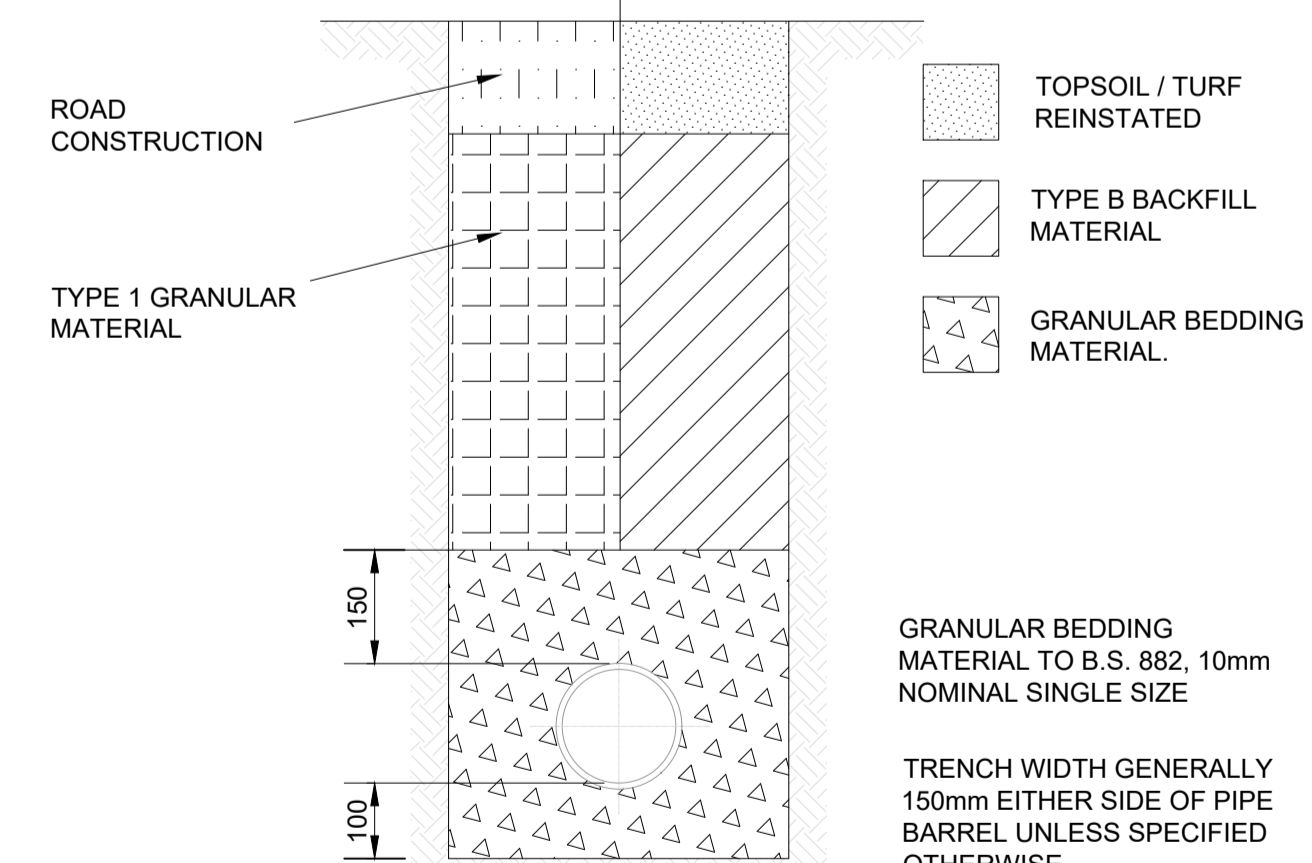 ROAD
CONSTRUCTION
TYPE 1 GRANULAR
MATERIAL
150
100
TOPSOIL / TURF
REINSTATED
TYPE B BACKFILL
MATERIAL
GRANULAR BEDDING
MATERIAL.
GRANULAR BEDDING
MATERIAL TO B.S. 882, 10mm
NOMINAL SINGLE SIZE
TRENCH WIDTH GENERALLY
150mm EITHER SIDE OF PIPE
BARREL UNLESS SPECIFIED
OTHERWISE